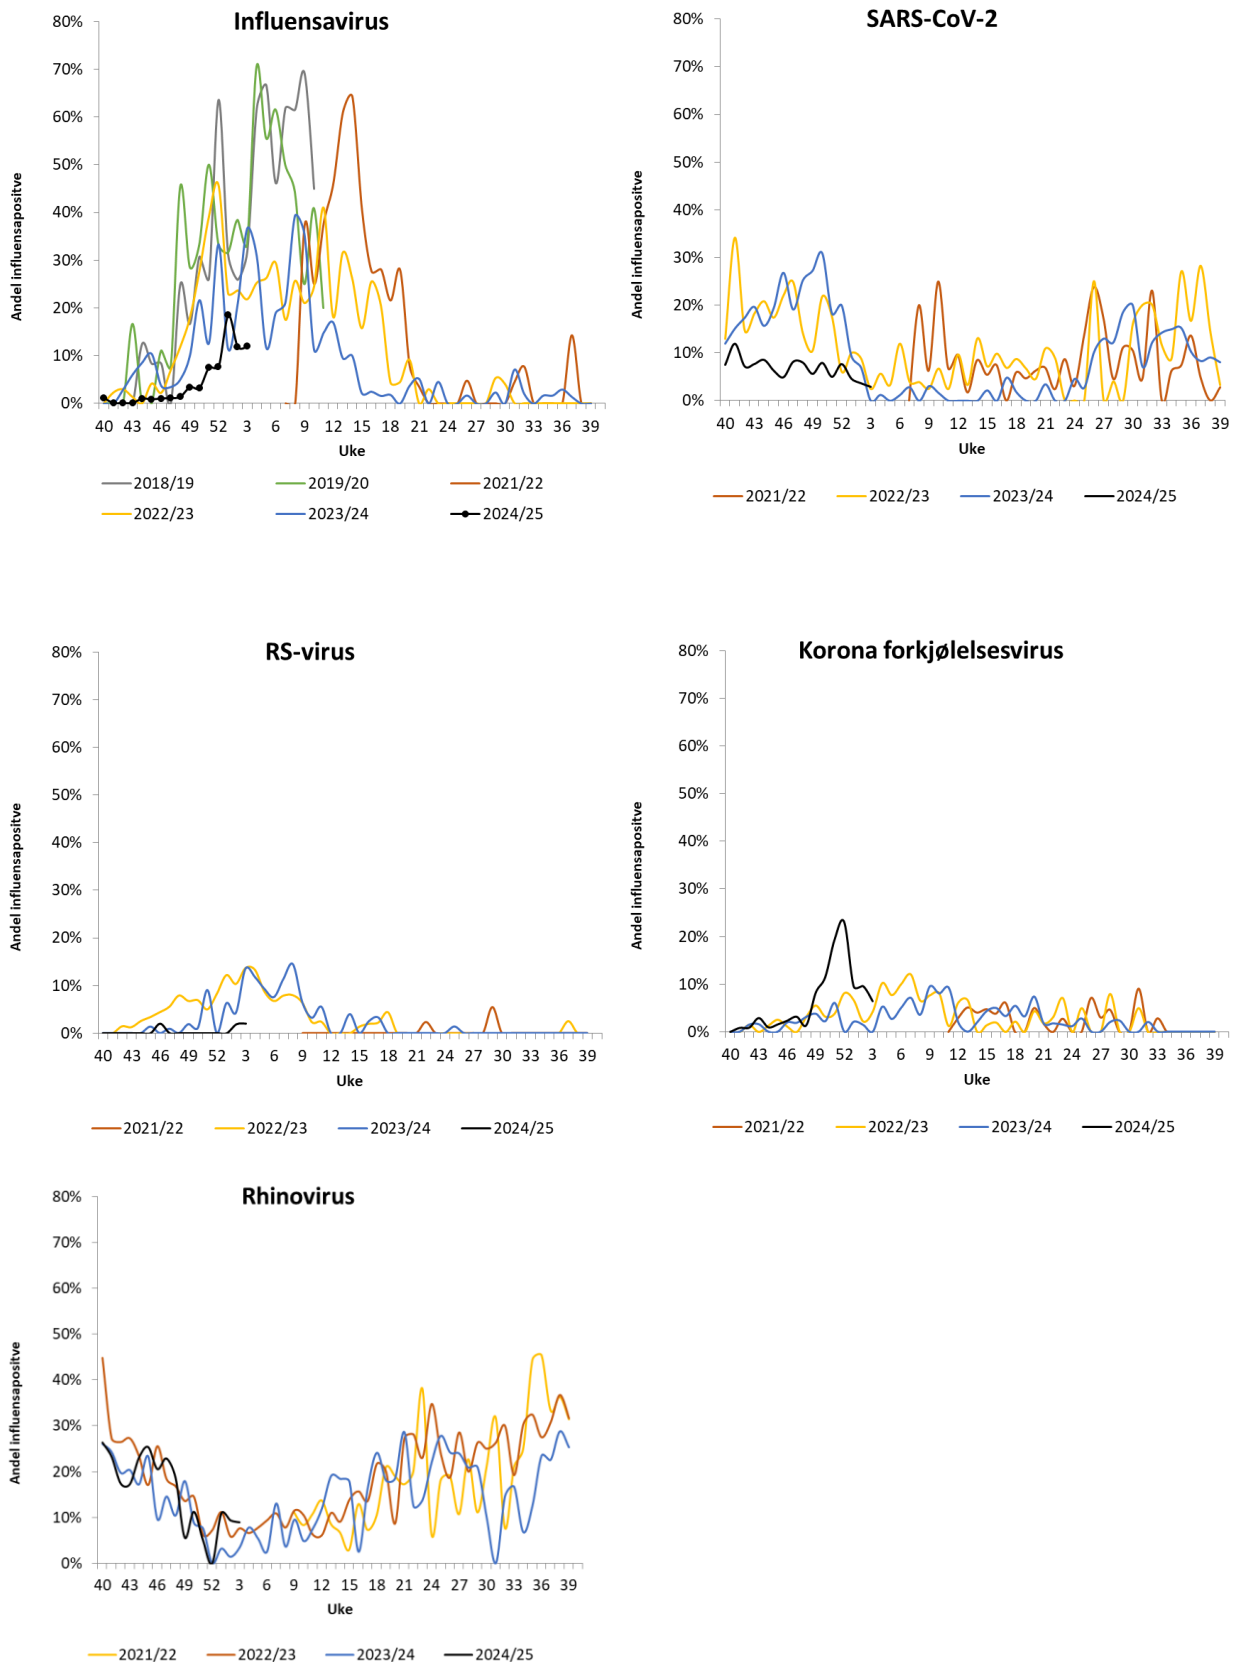 Influensavirus
80%
70%
60%
50%
40%
30%
20%
10%
0%
Andel influensapositve
40 43 46 49 52 3 6 9 12 15 18 21 24 27 30 33 36 39
Uke
2018/19 2019/20 2021/22
2022/23 2023/24 2024/25
SARS-CoV-2
80%
70%
60%
50%
40%
30%
20%
10%
0%
Andel influensapositve
40 43 46 49 52 3 6 9 12 15 18 21 24 27 30 33 36 39
Uke
2021/22 2022/23 2023/24 2024/25
RS-virus
80%
70%
60%
50%
40%
30%
20%
10%
0%
Andel influensapositve
40 43 46 49 52 3 6 9 12 15 18 21 24 27 30 33 36 39
Uke
2021/22 2022/23 2023/24 2024/25
Korona forkjølelsesvirus
80%
70%
60%
50%
40%
30%
20%
10%
0%
Andel influensapositve
40 43 46 49 52 3 6 9 12 15 18 21 24 27 30 33 36 39
Uke
2021/22 2022/23 2023/24 2024/25
Rhinovirus
80%
70%
60%
50%
40%
30%
20%
10%
0%
Andel influensapositve
40 43 46 49 52 3 6 9 12 15 18 21 24 27 30 33 36 39
Uke
2021/22 2022/23 2023/24 2024/25